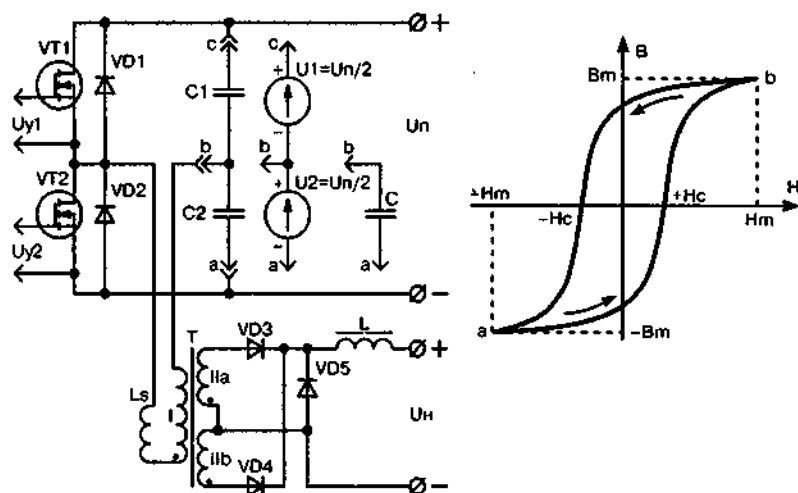 VT1
VD1
Uy1
VT2
VD2
Uy2
c
C1
b
C2
a
c
+
U1=Un/2
−
b
+
U2=Un/2
−
a
b
C
a
Ø +
Un
Ø −
Ls
I
T
IIa
IIb
VD3
VD4
VD5
L
Ø +
Uн
Ø −
B
Bm
b
H
+Hm
−Hc
+Hc
Hm
a
−Bm